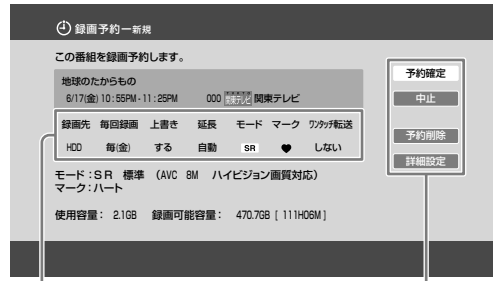 録画予約一新規
この番組を録画予約します。
地球のたからもの
6/17(金) 10:55PM-11:25PM 000 関東テレビ 関東テレビ
録画先 毎回録画 上書き 延長 モード マーク ワンタッチ転送
HDD 毎(金) する 自動 SR ♥ しない
モード：SR 標準 （AVC 8M ハイビジョン画質対応）
マーク：ハート
使用容量： 2.1GB 録画可能容量： 470.7GB [ 111H06M ]
予約確定
中止
予約削除
詳細設定